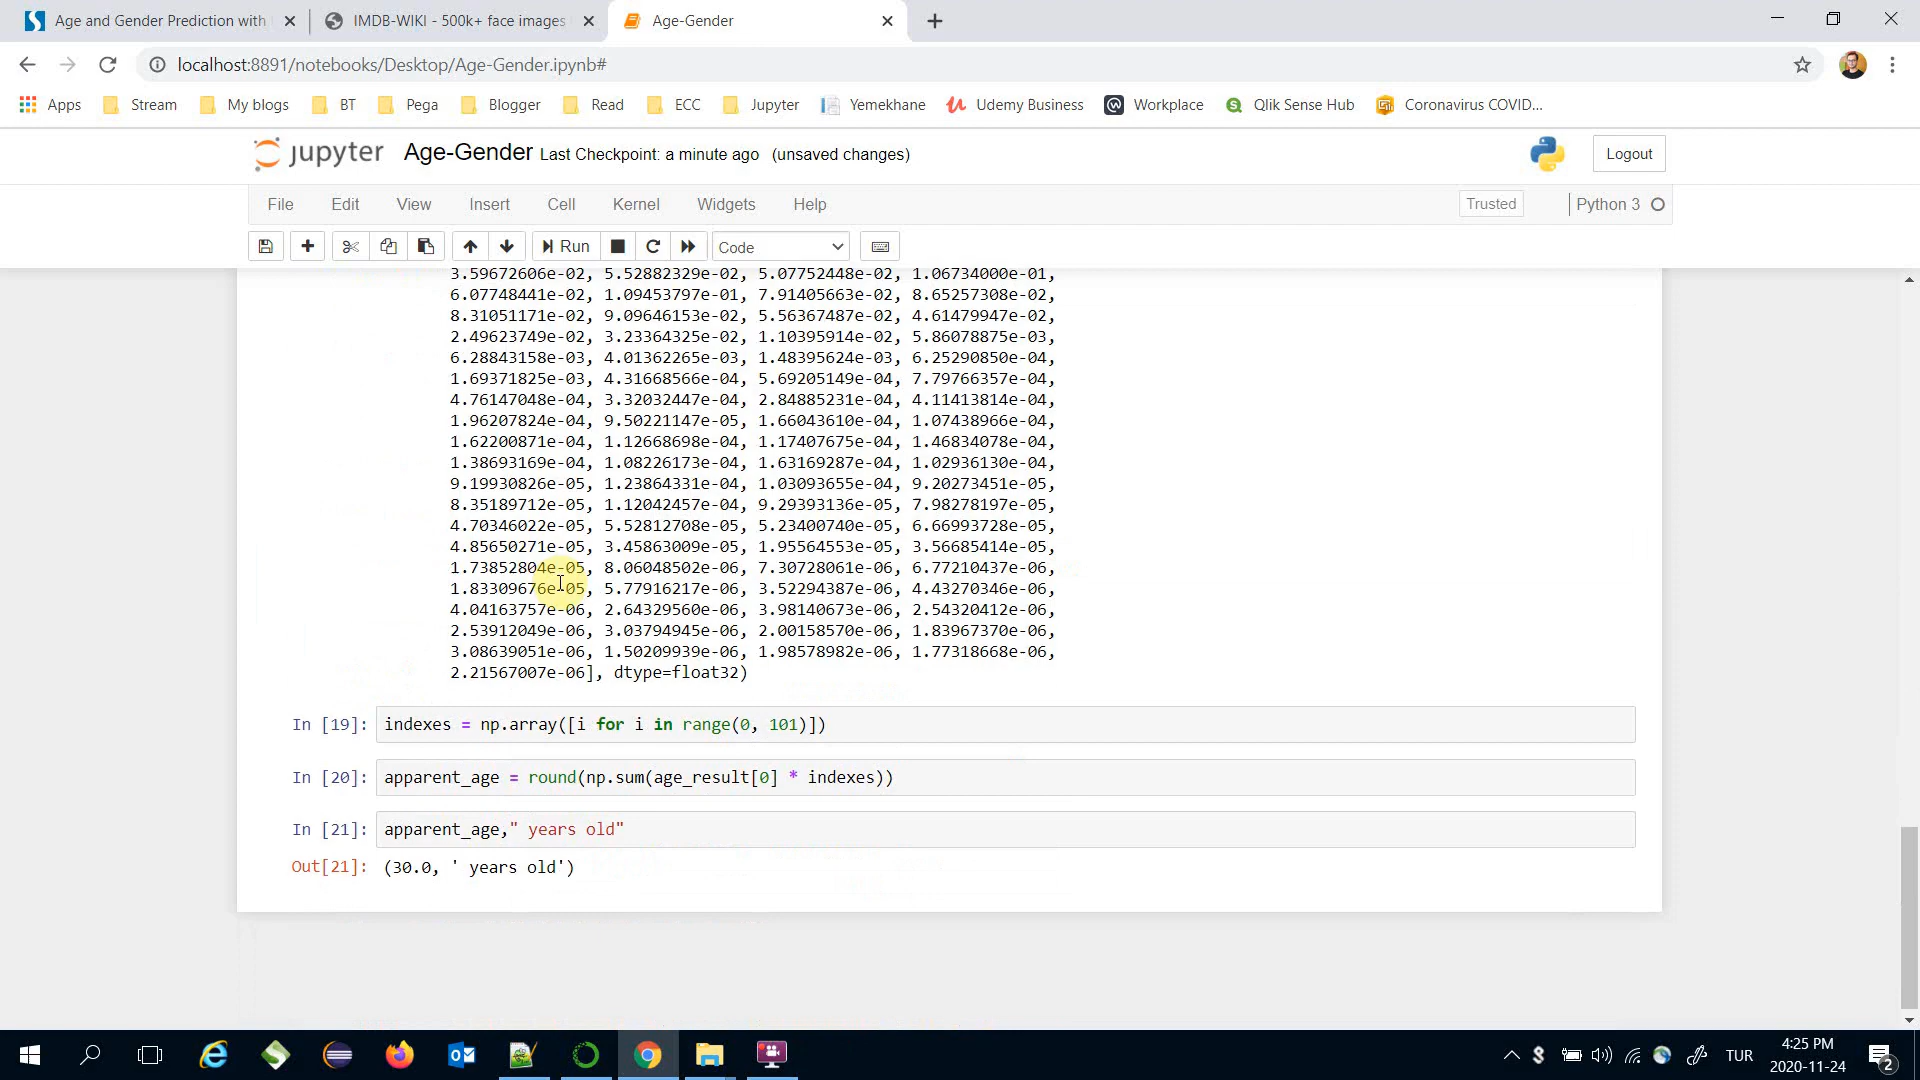 Age and Gender Prediction with
IMDB-WIKI - 500k+ face images
Age-Gender
localhost:8891/notebooks/Desktop/Age-Gender.ipynb#
Apps Stream My blogs BT Pega Blogger Read ECC Jupyter Yemekhane Udemy Business Workplace Qlik Sense Hub Coronavirus COVID...
jupyter Age-Gender Last Checkpoint: a minute ago (unsaved changes) Logout
File Edit View Insert Cell Kernel Widgets Help Trusted Python 3
Run Code
3.59672606e-02, 5.52882329e-02, 5.07752448e-02, 1.06734000e-01,
6.07748441e-02, 1.09453797e-01, 7.91405663e-02, 8.65257308e-02,
8.31051171e-02, 9.09646153e-02, 5.56367487e-02, 4.61479947e-02,
2.49623749e-02, 3.23364325e-02, 1.10395914e-02, 5.86078875e-03,
6.28843158e-03, 4.01362265e-03, 1.48395624e-03, 6.25290850e-04,
1.69371825e-03, 4.31668566e-04, 5.69205149e-04, 7.79766357e-04,
4.76147048e-04, 3.32032447e-04, 2.84885231e-04, 4.11413814e-04,
1.96207824e-04, 9.50221147e-05, 1.66043610e-04, 1.07438966e-04,
1.62200871e-04, 1.12668698e-04, 1.17407675e-04, 1.46834078e-04,
1.38693169e-04, 1.08226173e-04, 1.63169287e-04, 1.02936130e-04,
9.19930826e-05, 1.23864331e-04, 1.03093655e-04, 9.20273451e-05,
8.35189712e-05, 1.12042457e-04, 9.29393136e-05, 7.98278197e-05,
4.70346022e-05, 5.52812708e-05, 5.23400740e-05, 6.66993728e-05,
4.85650271e-05, 3.45863009e-05, 1.95564553e-05, 3.56685414e-05,
1.73852804e-05, 8.06048502e-06, 7.30728061e-06, 6.77210437e-06,
1.83309676e-05, 5.77916217e-06, 3.52294387e-06, 4.43270346e-06,
4.04163757e-06, 2.64329560e-06, 3.98140673e-06, 2.54320412e-06,
2.53912049e-06, 3.03794945e-06, 2.00158570e-06, 1.83967370e-06,
3.08639051e-06, 1.50209939e-06, 1.98578982e-06, 1.77318668e-06,
2.21567007e-06], dtype=float32)
In [19]: indexes = np.array([i for i in range(0, 101)])
In [20]: apparent_age = round(np.sum(age_result[0] * indexes))
In [21]: apparent_age," years old"
Out[21]: (30.0, ' years old')
TUR
4:25 PM
2020-11-24
2